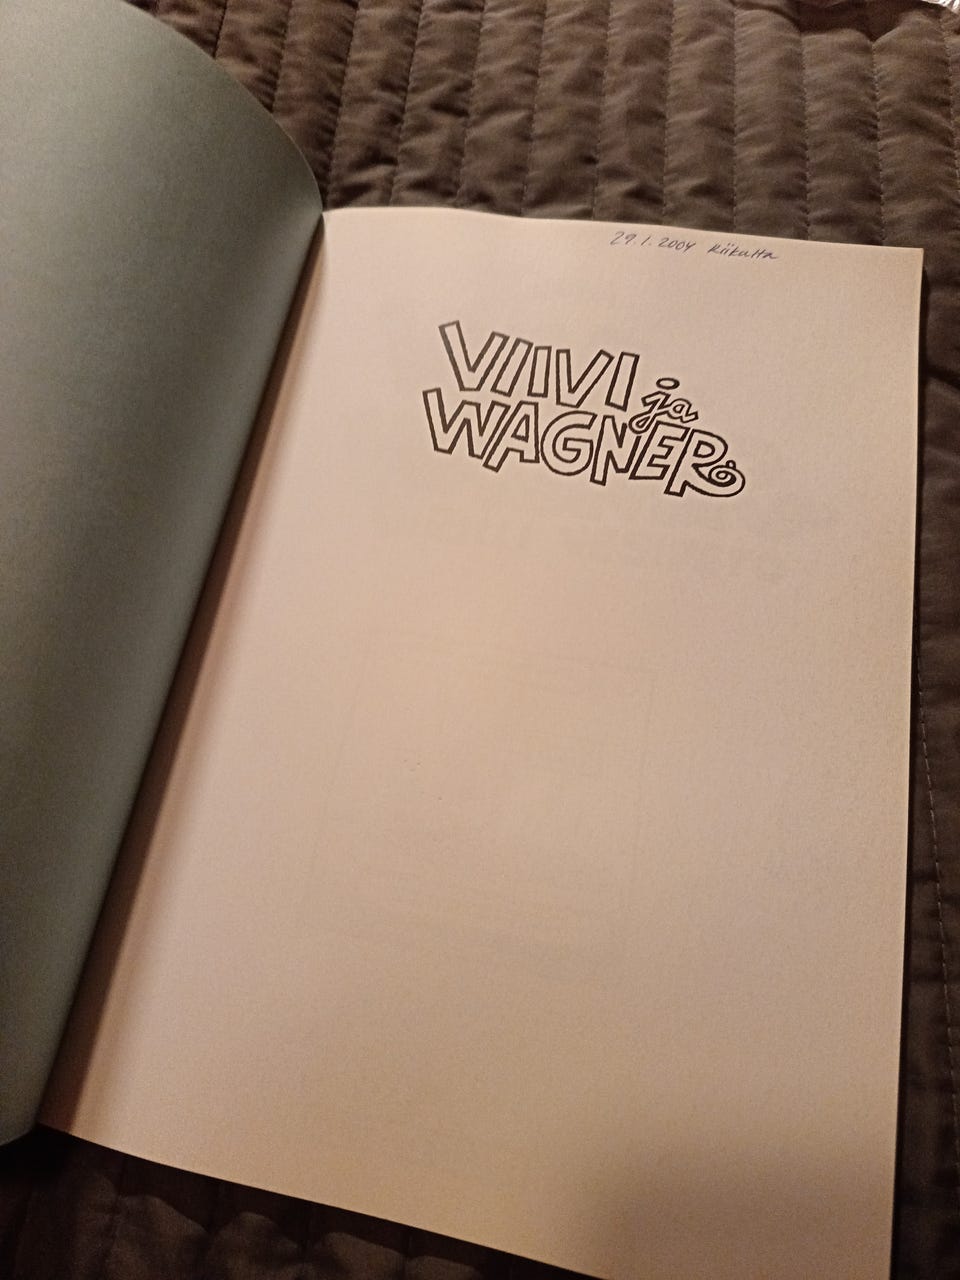 29.1.2004 Riikalta
VIIVI ja
WAGNER